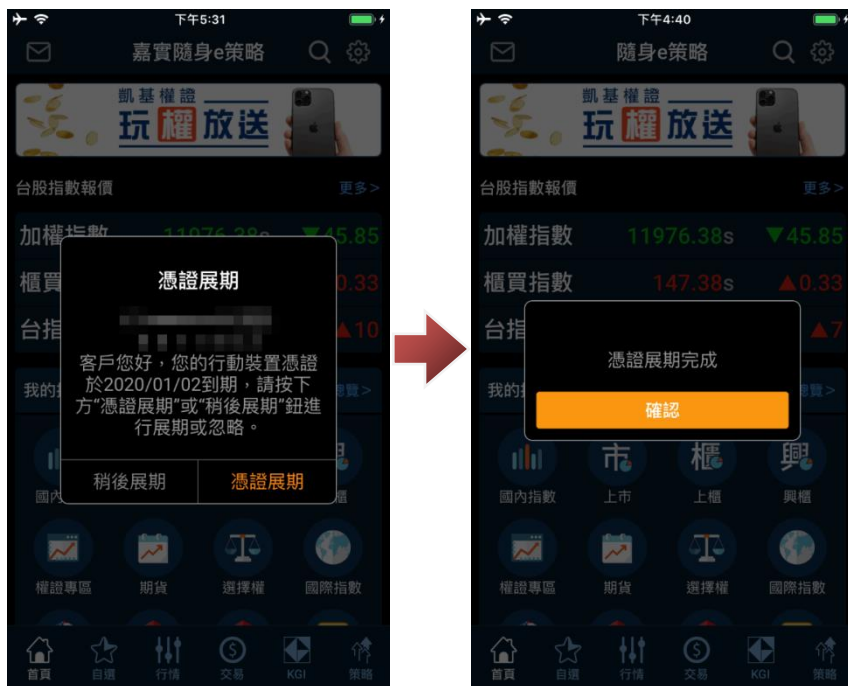 下午5:31
嘉實隨身e策略
凱基權證
玩權放送
台股指數報價
更多>
加權指數 11976.38s ▼45.85
櫃買 0.33
台指 ▲10
憑證展期
客戶您好，您的行動裝置憑證
於2020/01/02到期，請按下
方“憑證展期”或“稍後展期”鈕進
行展期或忽略。
稍後展期 憑證展期
我的 總覽>
國內 櫃
權證專區 期貨 選擇權 國際指數
首頁 自選 行情 交易 KGI 策略
下午4:40
隨身e策略
凱基權證
玩權放送
台股指數報價
更多>
加權指數 11976.38s ▼45.85
櫃買指數 147.38s ▲0.33
台指 ▲7
憑證展期完成
確認
我的 總覽>
市 櫃 興
國內指數 上市 上櫃 興櫃
權證專區 期貨 選擇權 國際指數
首頁 自選 行情 交易 KGI 策略